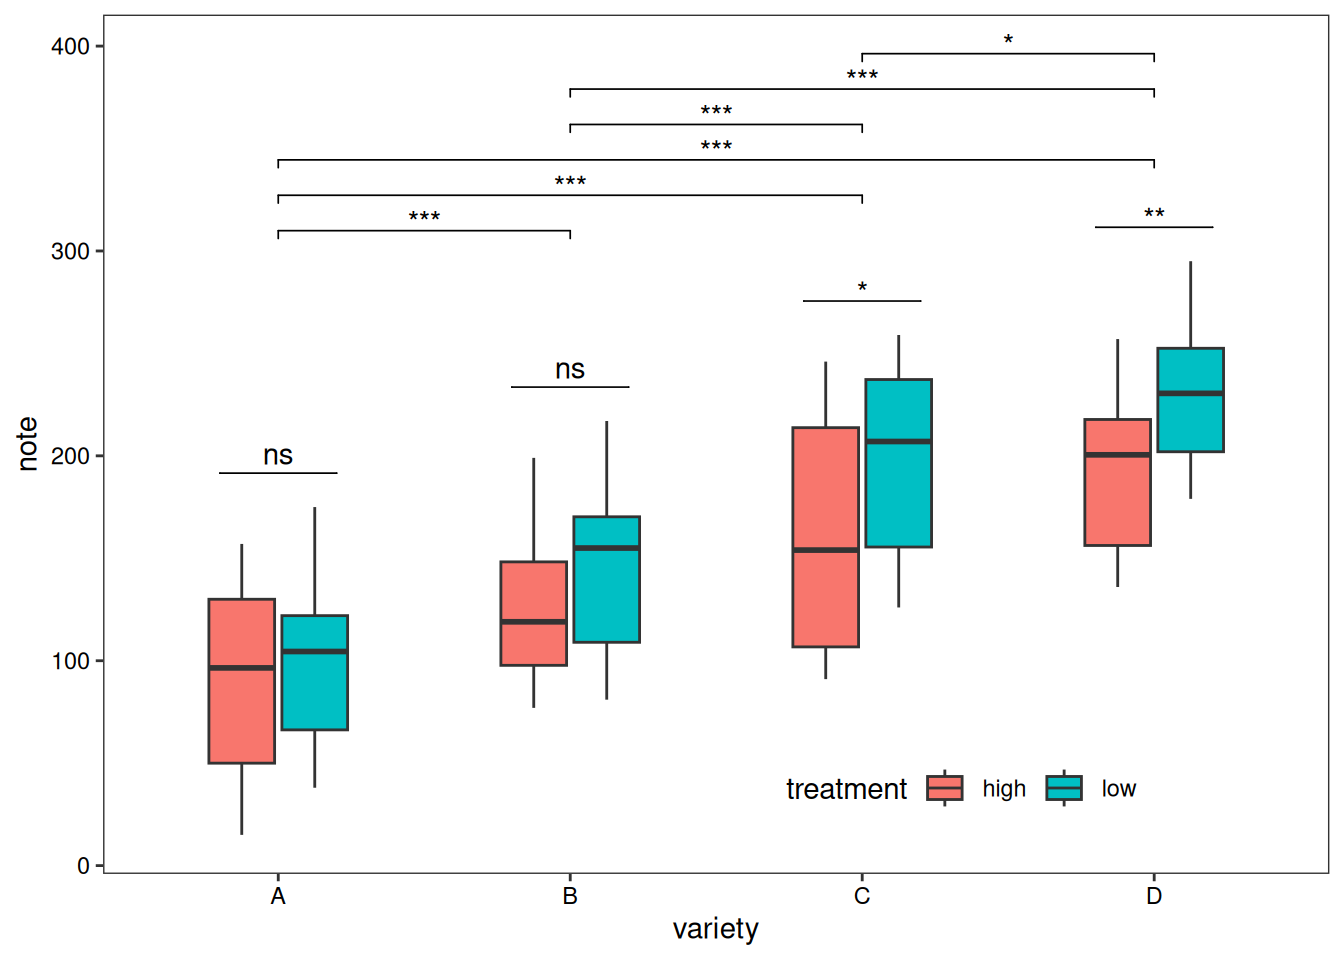 400
*
***
***
***
***
***
**
300
*
ns
ns
note
200
100
treatment high low
0
A B C D
variety